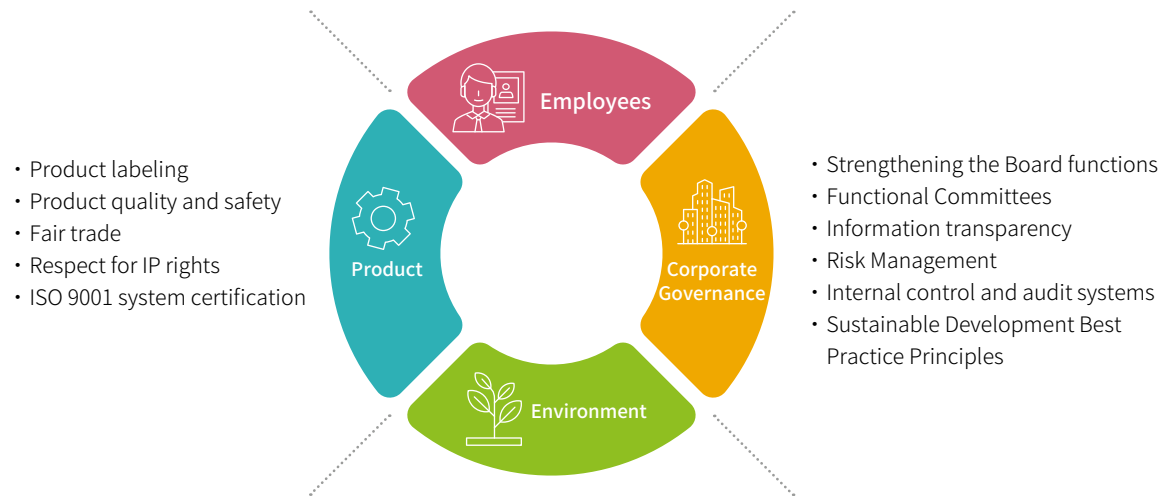 Employees
• Product labeling
• Product quality and safety
• Fair trade
• Respect for IP rights
• ISO 9001 system certification
Product
Corporate
Governance
• Strengthening the Board functions
• Functional Committees
• Information transparency
• Risk Management
• Internal control and audit systems
• Sustainable Development Best
Practice Principles
Environment